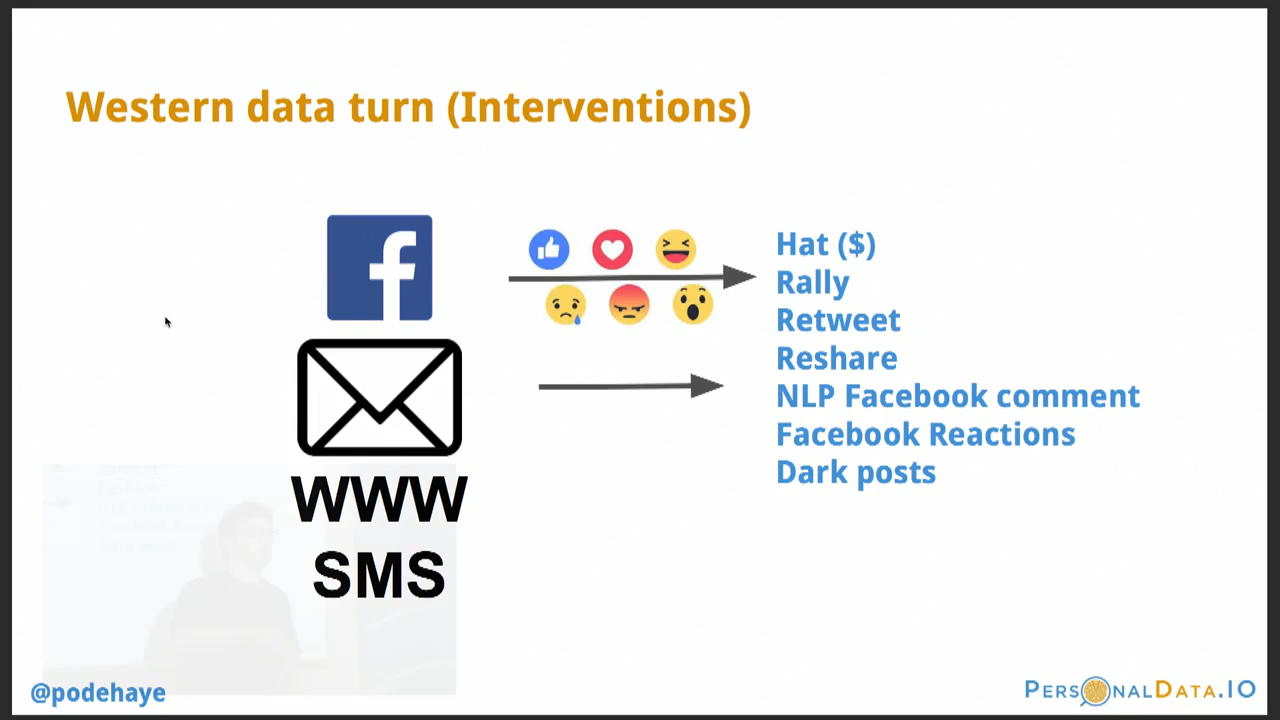 Western data turn (Interventions)
Hat ($)
Rally
Retweet
Reshare
NLP Facebook comment
Facebook Reactions
Dark posts
WWW
SMS
@podehaye
PERSONALDATA.IO